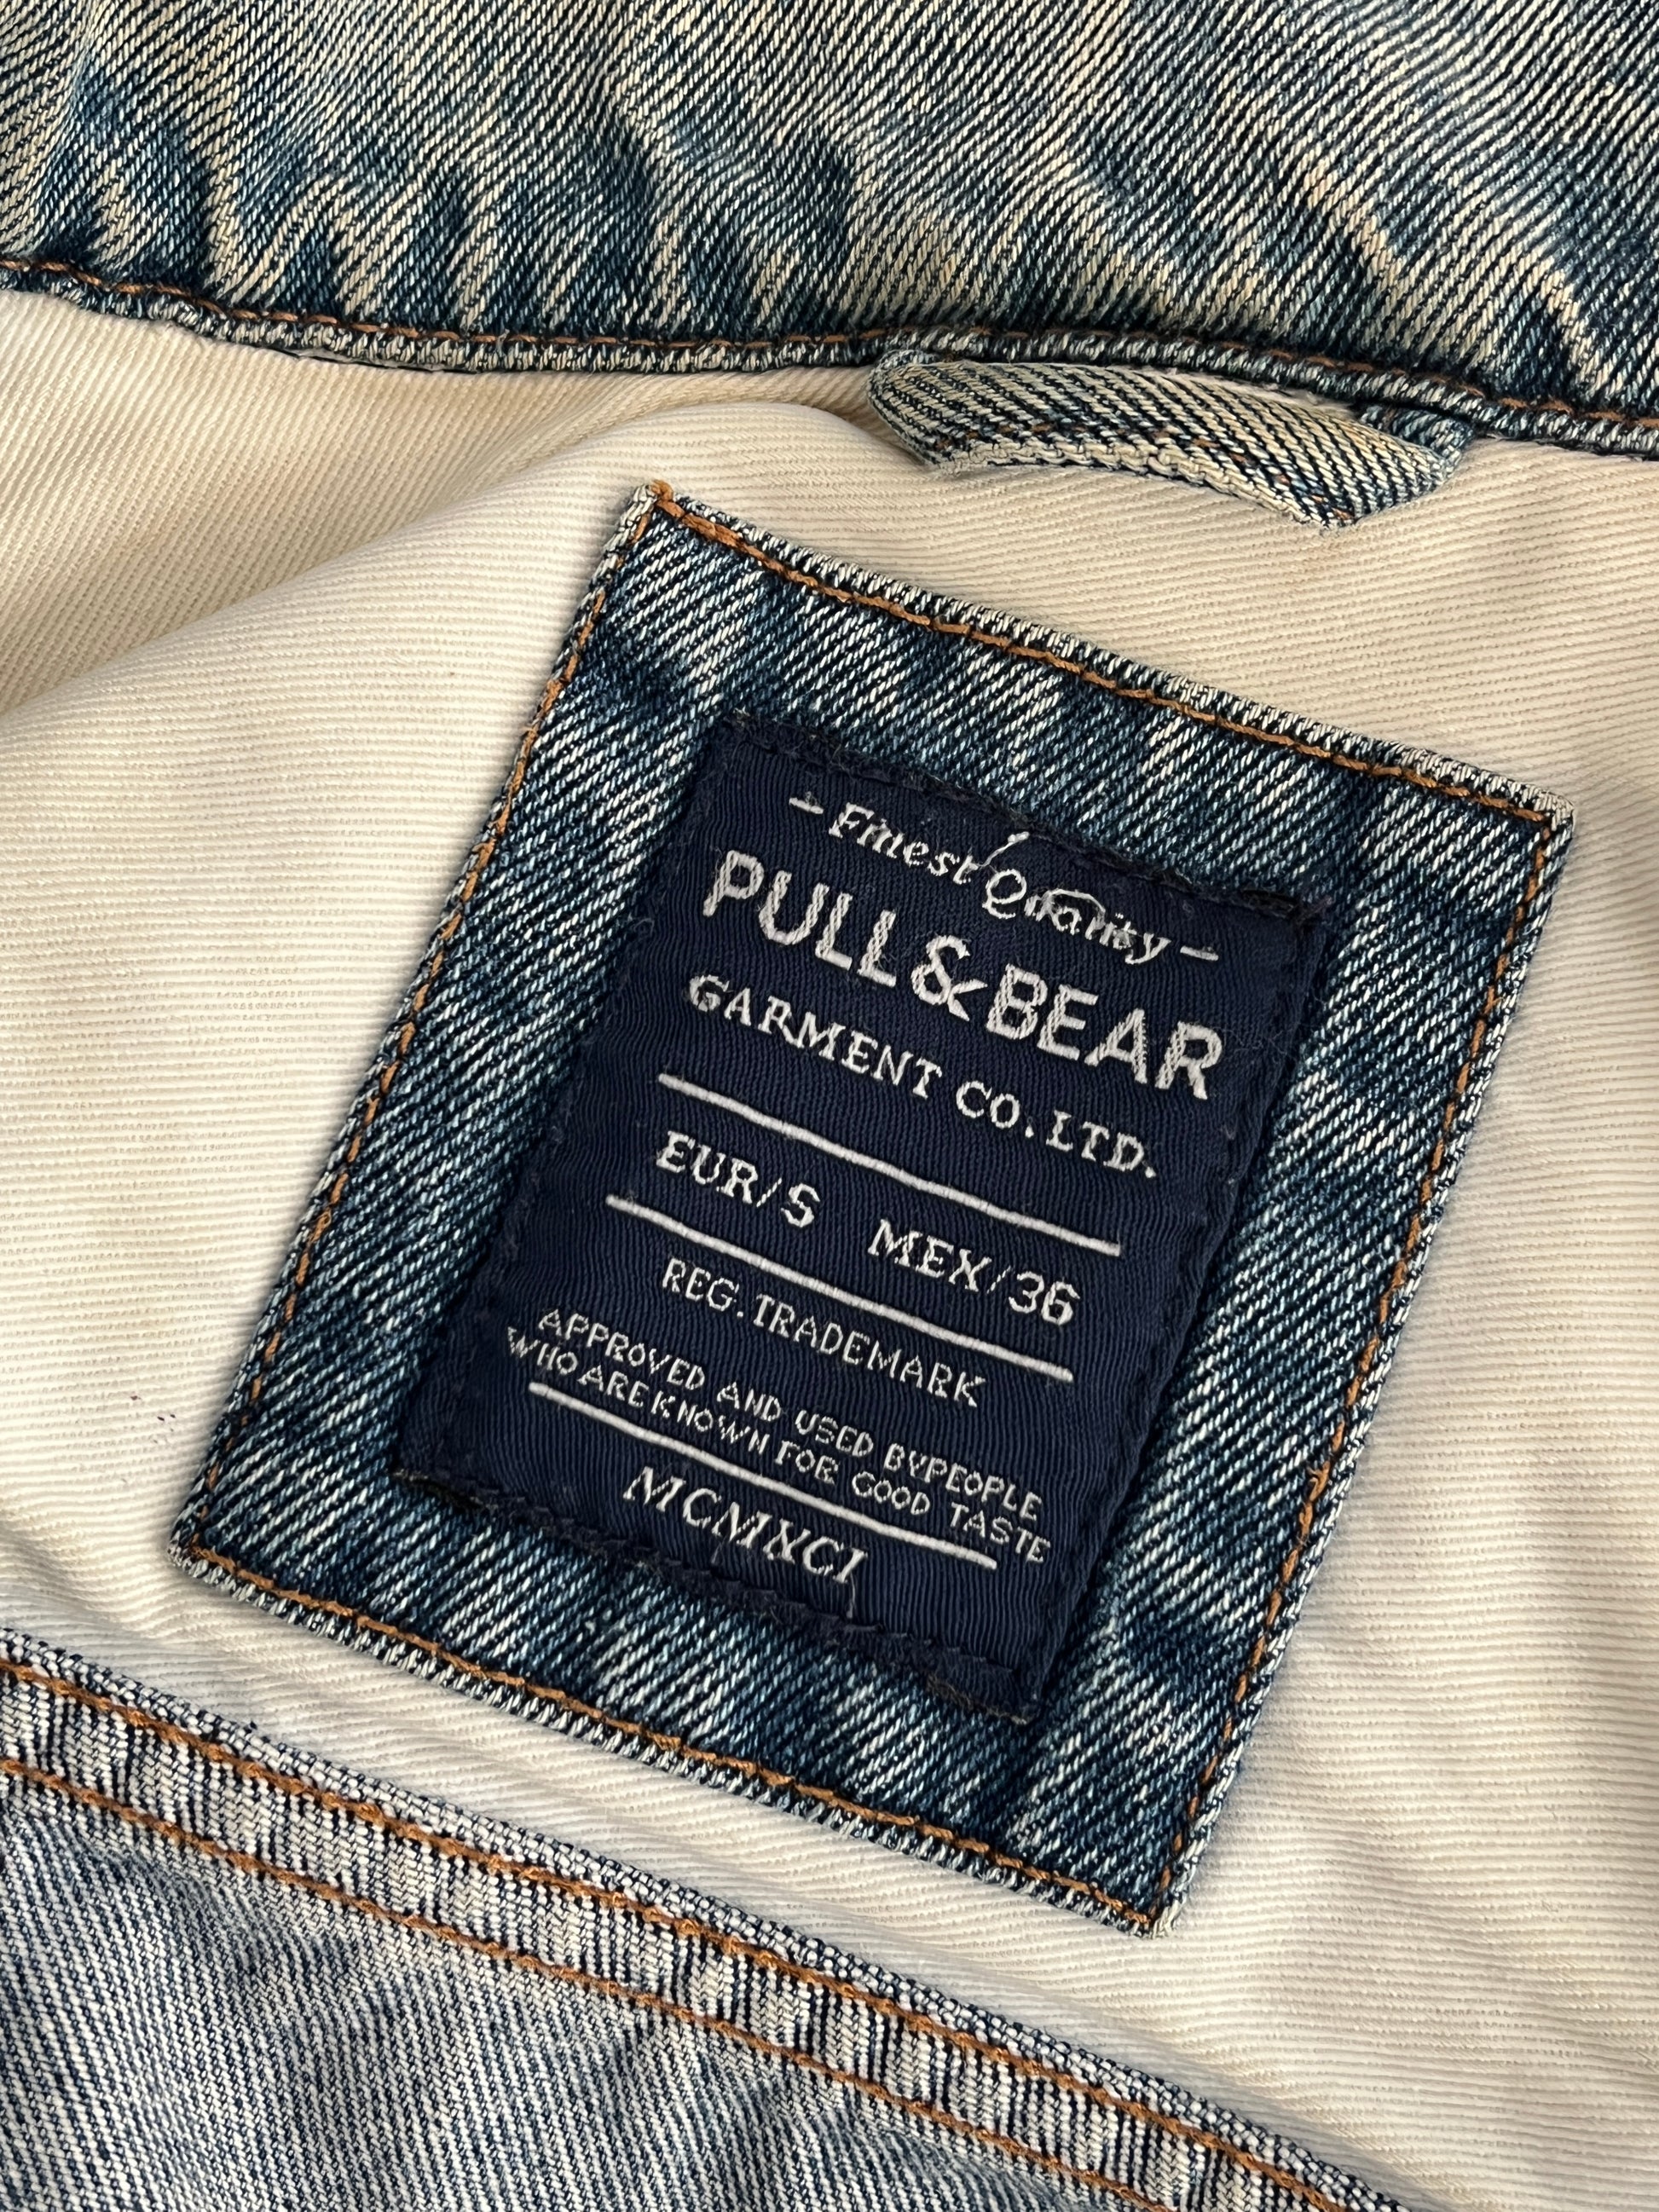 - Finest Quality -
PULL&BEAR
GARMENT CO.LTD.
EUR/S MEX/36
REG.TRADEMARK
APPROVED AND USED BYPEOPLE
WHO ARE KNOWN FOR GOOD TASTE
MCMXCI